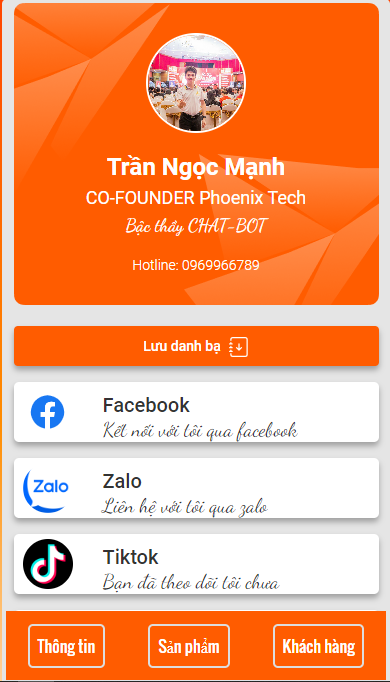 Trần Ngọc Mạnh
CO-FOUNDER Phoenix Tech
Bậc thầy CHAT-BOT
Hotline: 0969966789
Lưu danh bạ
Facebook
Kết nối với tôi qua facebook
Zalo
Zalo
Liên hệ với tôi qua zalo
Tiktok
Bạn đã theo dõi tôi chưa
Thông tin
Sản phẩm
Khách hàng